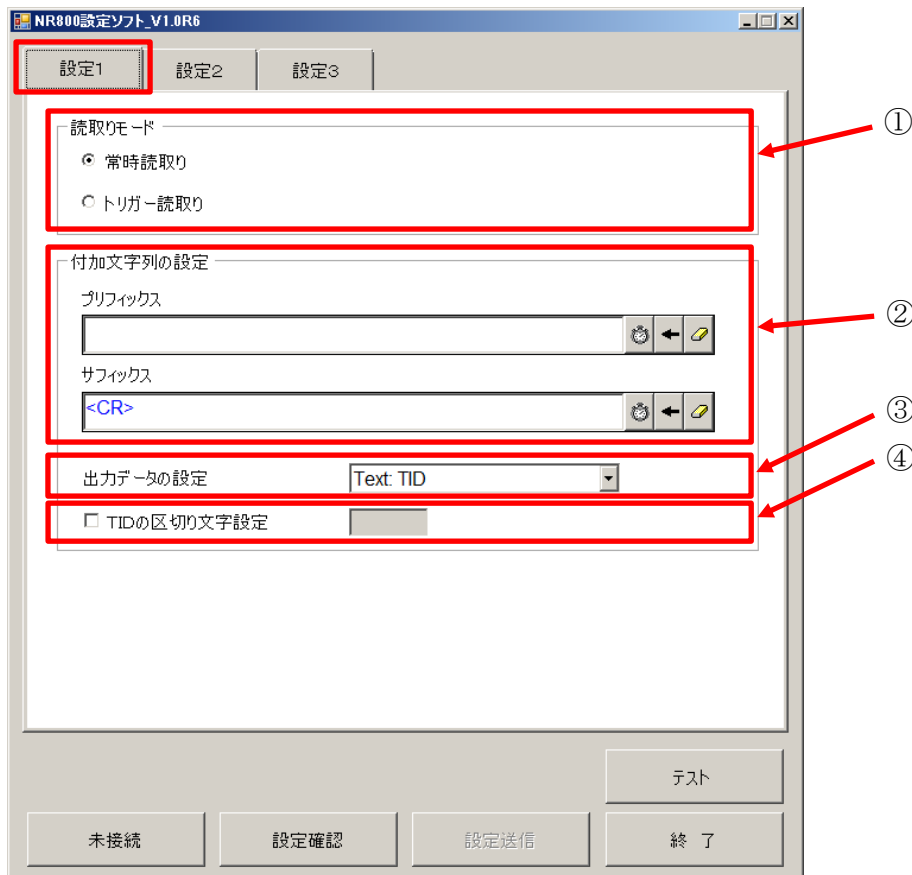 NR800設定ソフト_V1.0R6
設定1 設定2 設定3
読取りモード
①
常時読取り
トリガー読取り
付加文字列の設定
プリフィックス
②
サフィックス
<CR>
③
出力データの設定 Text: TID
④
TIDの区切り文字設定
テスト
未接続 設定確認 設定送信 終 了